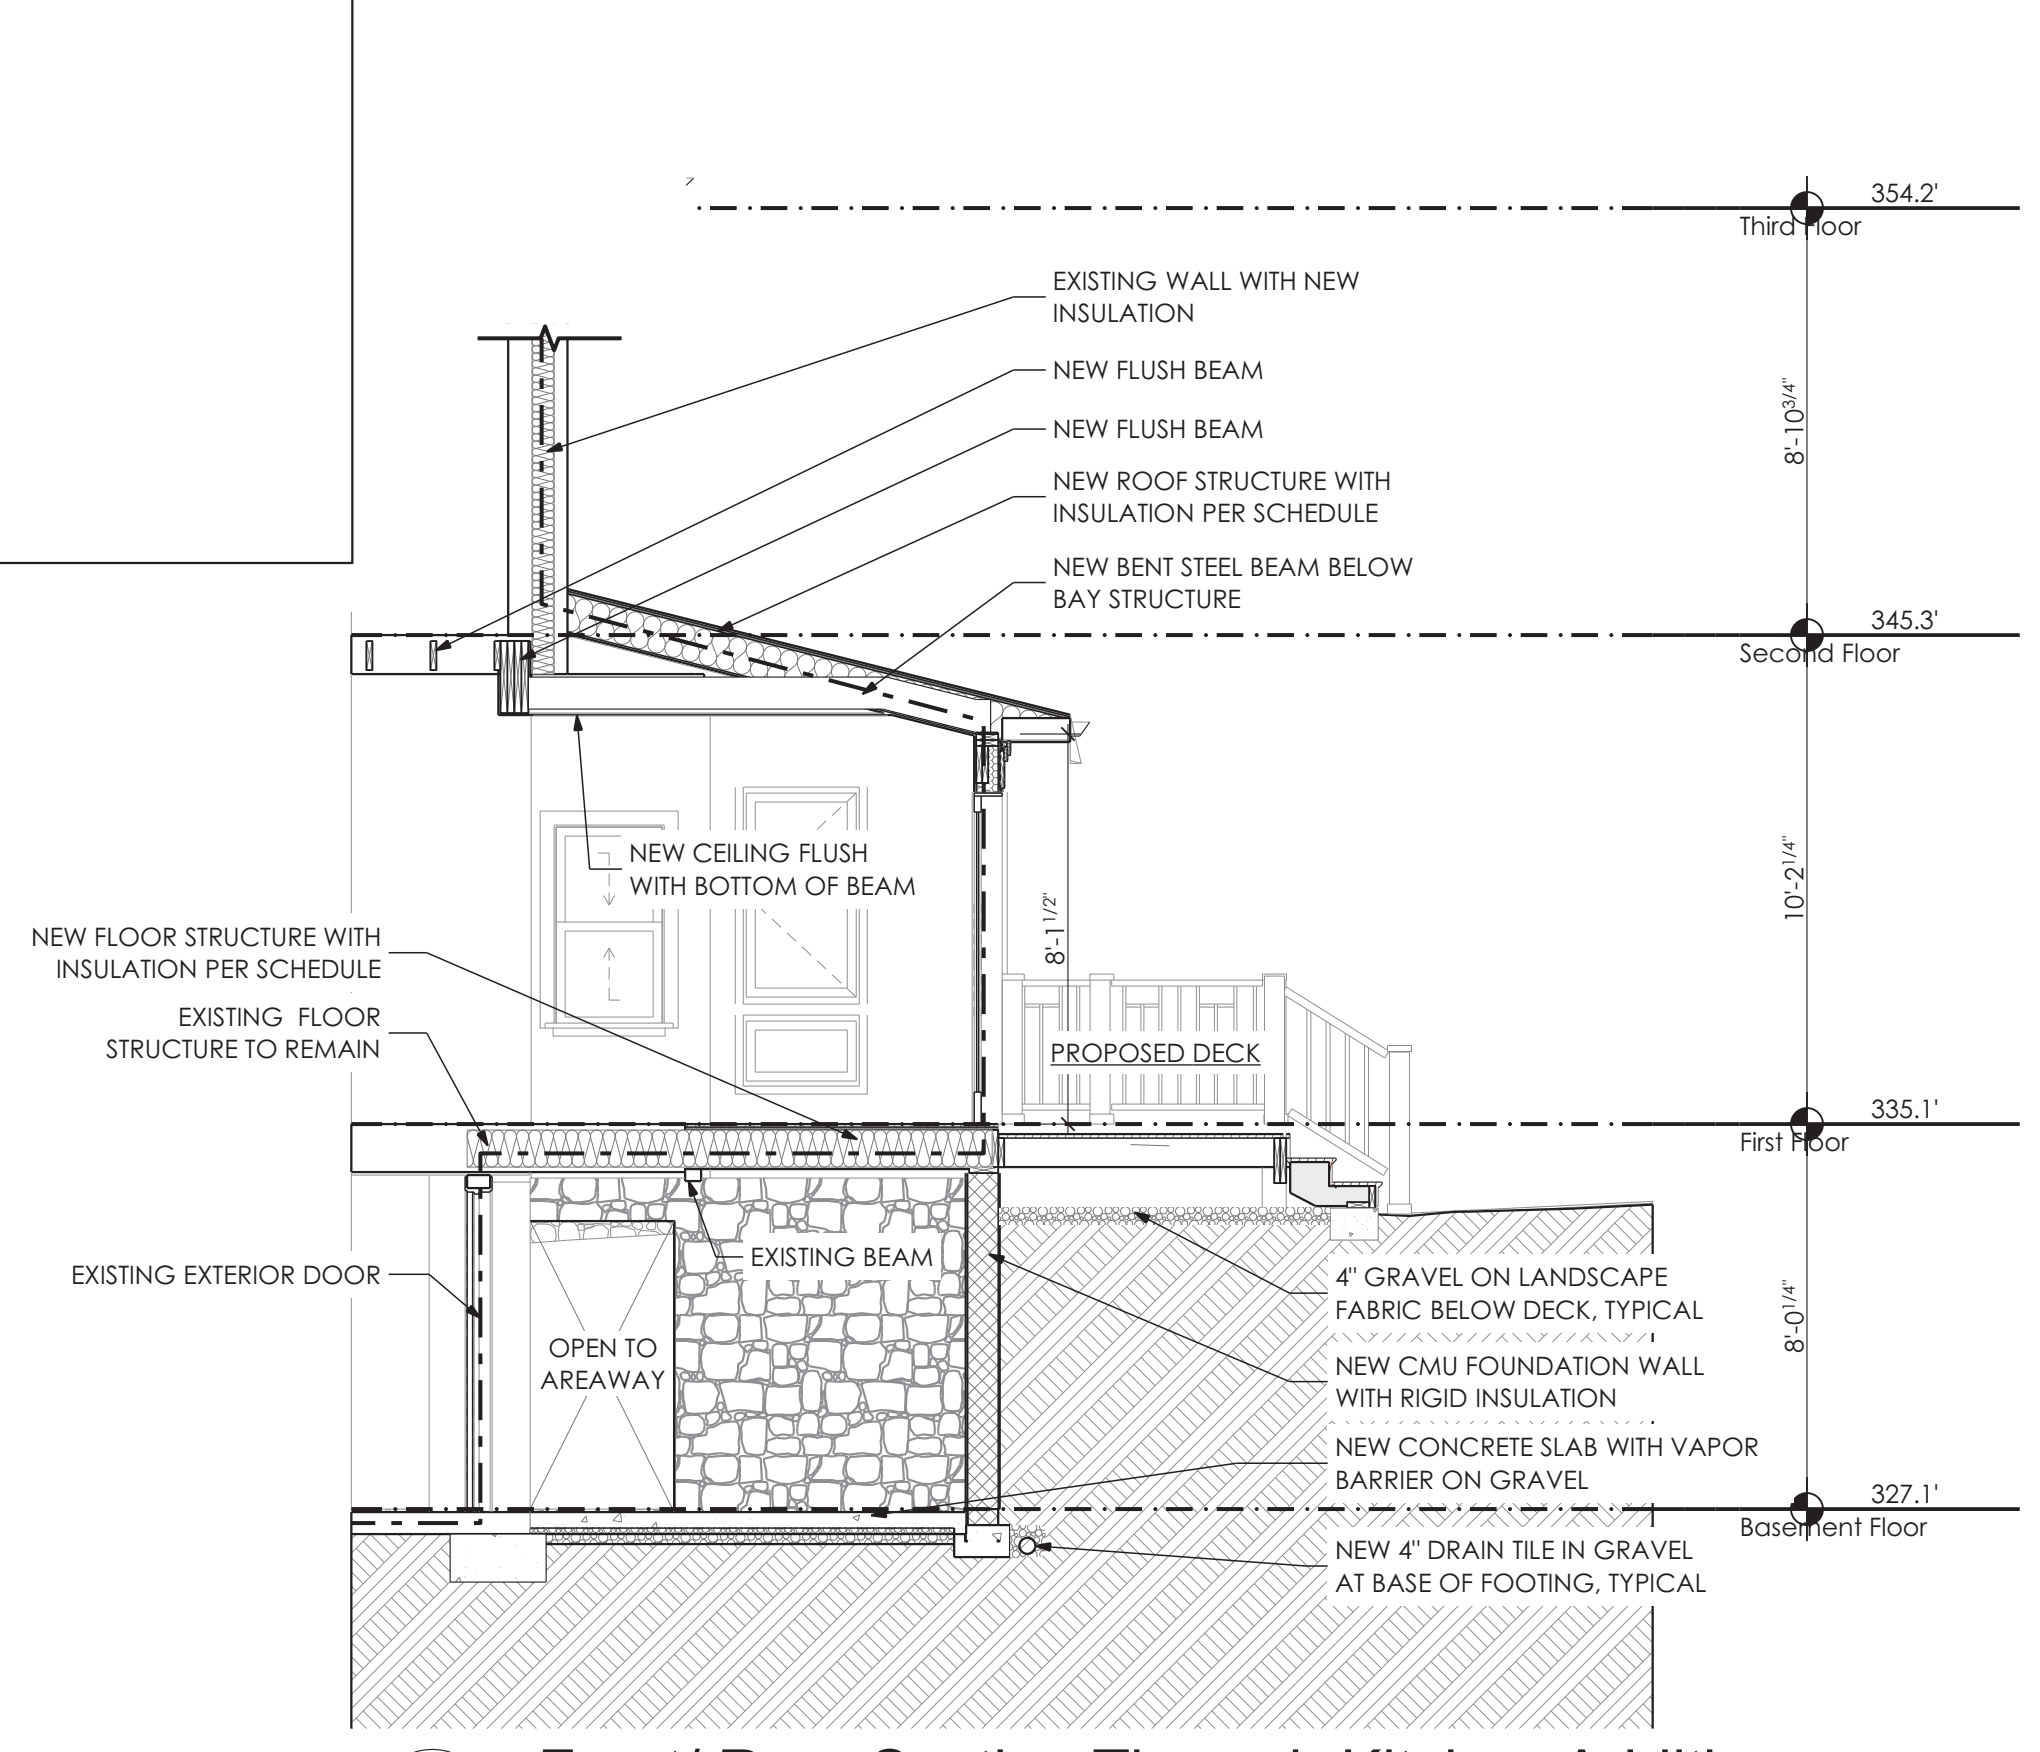 354.2'
Third Floor
EXISTING WALL WITH NEW
INSULATION
NEW FLUSH BEAM
8'-10 3/4"
NEW FLUSH BEAM
NEW ROOF STRUCTURE WITH
INSULATION PER SCHEDULE
NEW BENT STEEL BEAM BELOW
BAY STRUCTURE
345.3'
Second Floor
NEW CEILING FLUSH
WITH BOTTOM OF BEAM
10'-2 1/4"
8'-1 1/2"
NEW FLOOR STRUCTURE WITH
INSULATION PER SCHEDULE
EXISTING FLOOR
STRUCTURE TO REMAIN
PROPOSED DECK
335.1'
First Floor
EXISTING BEAM
EXISTING EXTERIOR DOOR
4" GRAVEL ON LANDSCAPE
FABRIC BELOW DECK, TYPICAL
8'-0 1/4"
OPEN TO
AREAWAY
NEW CMU FOUNDATION WALL
WITH RIGID INSULATION
NEW CONCRETE SLAB WITH VAPOR
BARRIER ON GRAVEL
327.1'
Basement Floor
NEW 4" DRAIN TILE IN GRAVEL
AT BASE OF FOOTING, TYPICAL